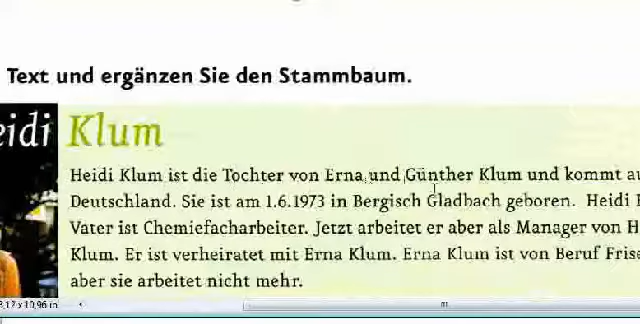 Text und ergänzen Sie den Stammbaum.
eidi Klum
Heidi Klum ist die Tochter von Erna und Günther Klum und kommt au
Deutschland. Sie ist am 1.6.1973 in Bergisch Gladbach geboren. Heidi
Vater ist Chemiefacharbeiter. Jetzt arbeitet er aber als Manager von H
Klum. Er ist verheiratet mit Erna Klum. Erna Klum ist von Beruf Frise
aber sie arbeitet nicht mehr.